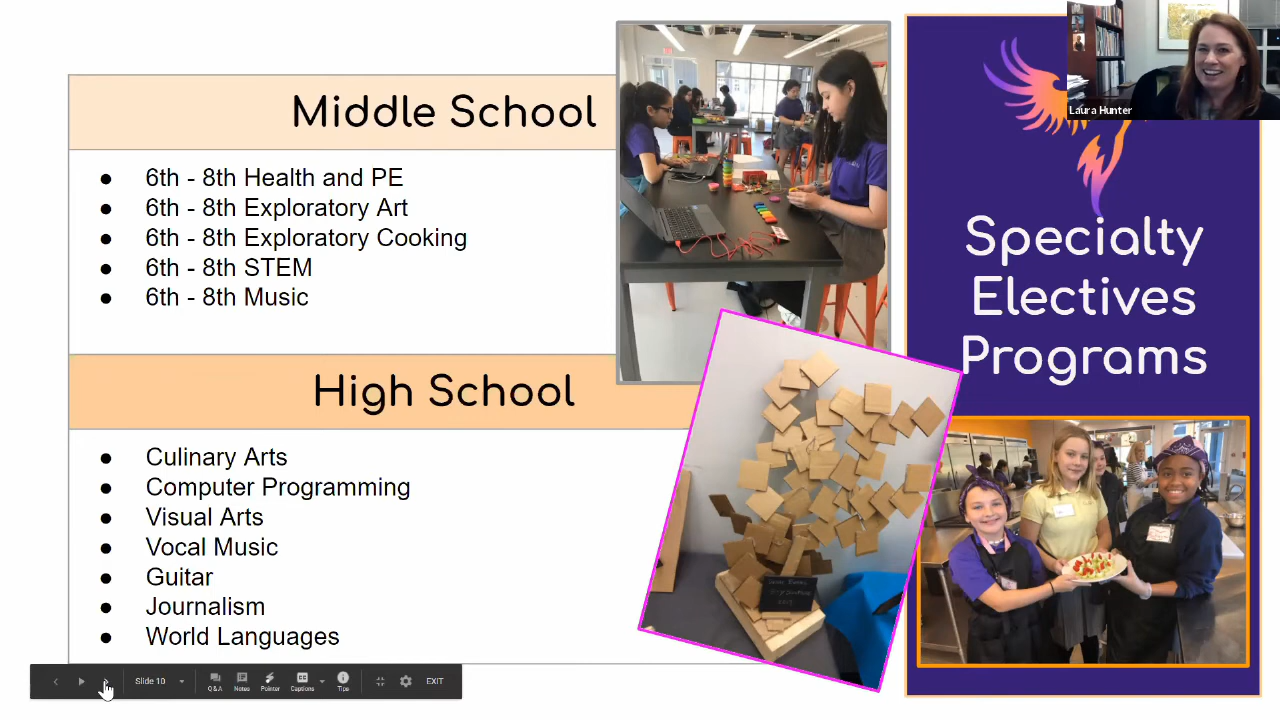 Middle School
● 6th - 8th Health and PE
● 6th - 8th Exploratory Art
● 6th - 8th Exploratory Cooking
● 6th - 8th STEM
● 6th - 8th Music
High School
● Culinary Arts
● Computer Programming
● Visual Arts
● Vocal Music
● Guitar
● Journalism
● World Languages
Laura Hunter
Specialty
Electives
Programs
Slide 10
Q & A
Notes
Pointer
Captions
Tips
EXIT